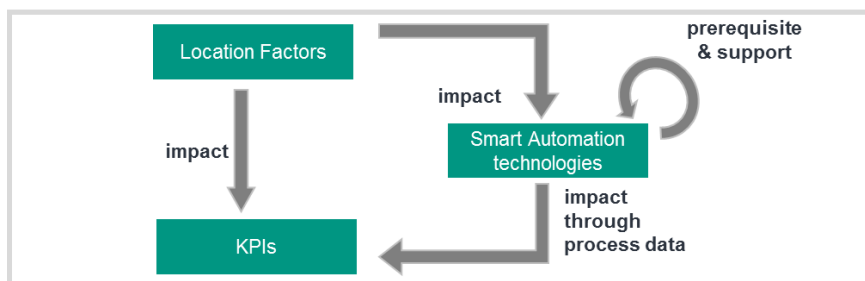 Location Factors
prerequisite
& support
impact
impact
Smart Automation
technologies
impact
through
process data
KPIs